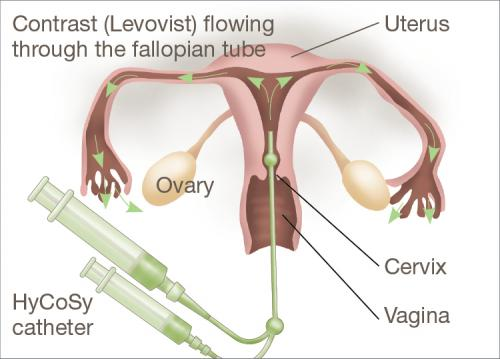 Contrast (Levovist) flowing
through the fallopian tube
Uterus
Ovary
Cervix
Vagina
HyCoSy
catheter